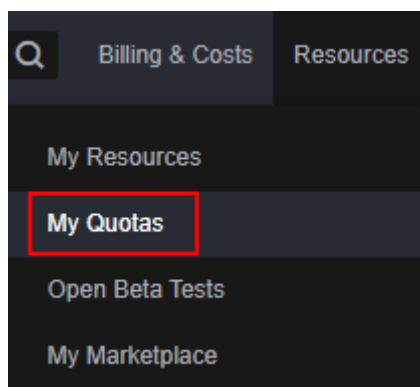 Billing & Costs Resources
My Resources
My Quotas
Open Beta Tests
My Marketplace